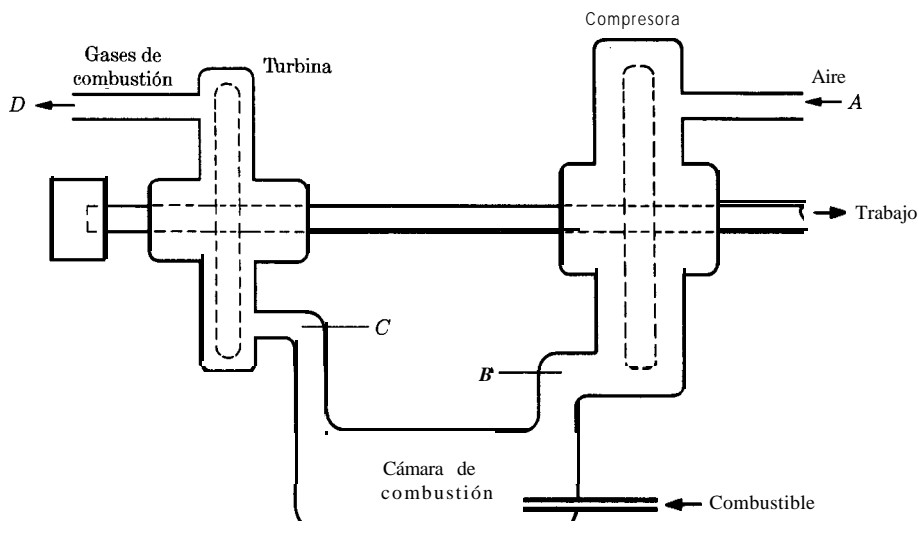 Compresora
Gases de
combustión
Turbina
Aire
D
A
Trabajo
C
B
Cámara de
combustión
Combustible